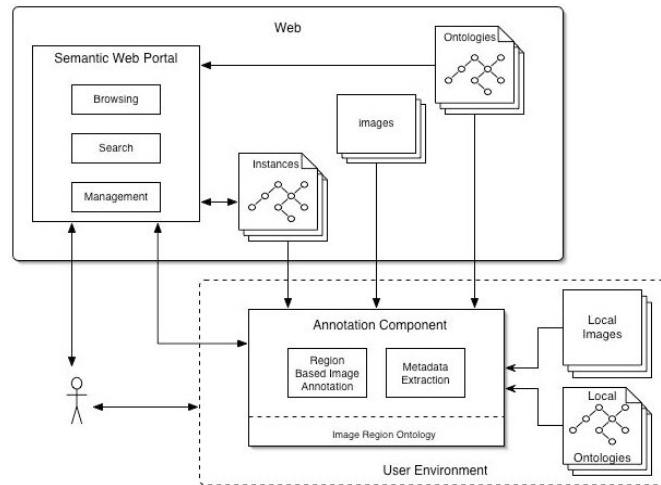 Web
Ontologies
Semantic Web Portal
Browsing
images
Search
Instances
Management
Annotation Component
Region
Based Image
Annotation
Metadata
Extraction
Image Region Ontology
Local
Images
Local
Ontologies
User Environment